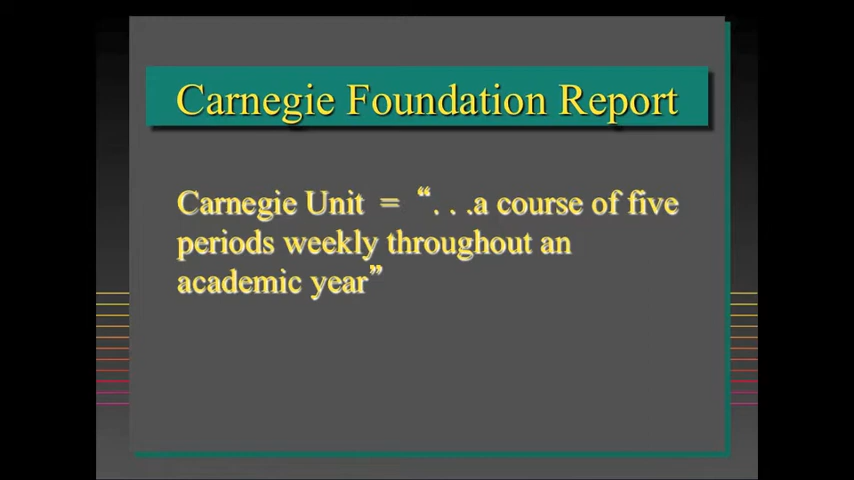 Carnegie Foundation Report
Carnegie Unit = “. . .a course of five
periods weekly throughout an
academic year”